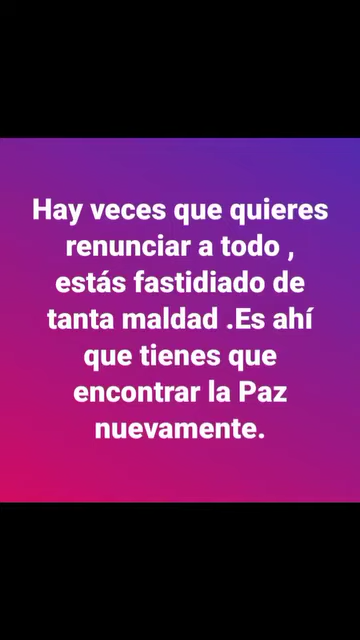 Hay veces que quieres
renunciar a todo ,
estás fastidiado de
tanta maldad .Es ahí
que tienes que
encontrar la Paz
nuevamente.